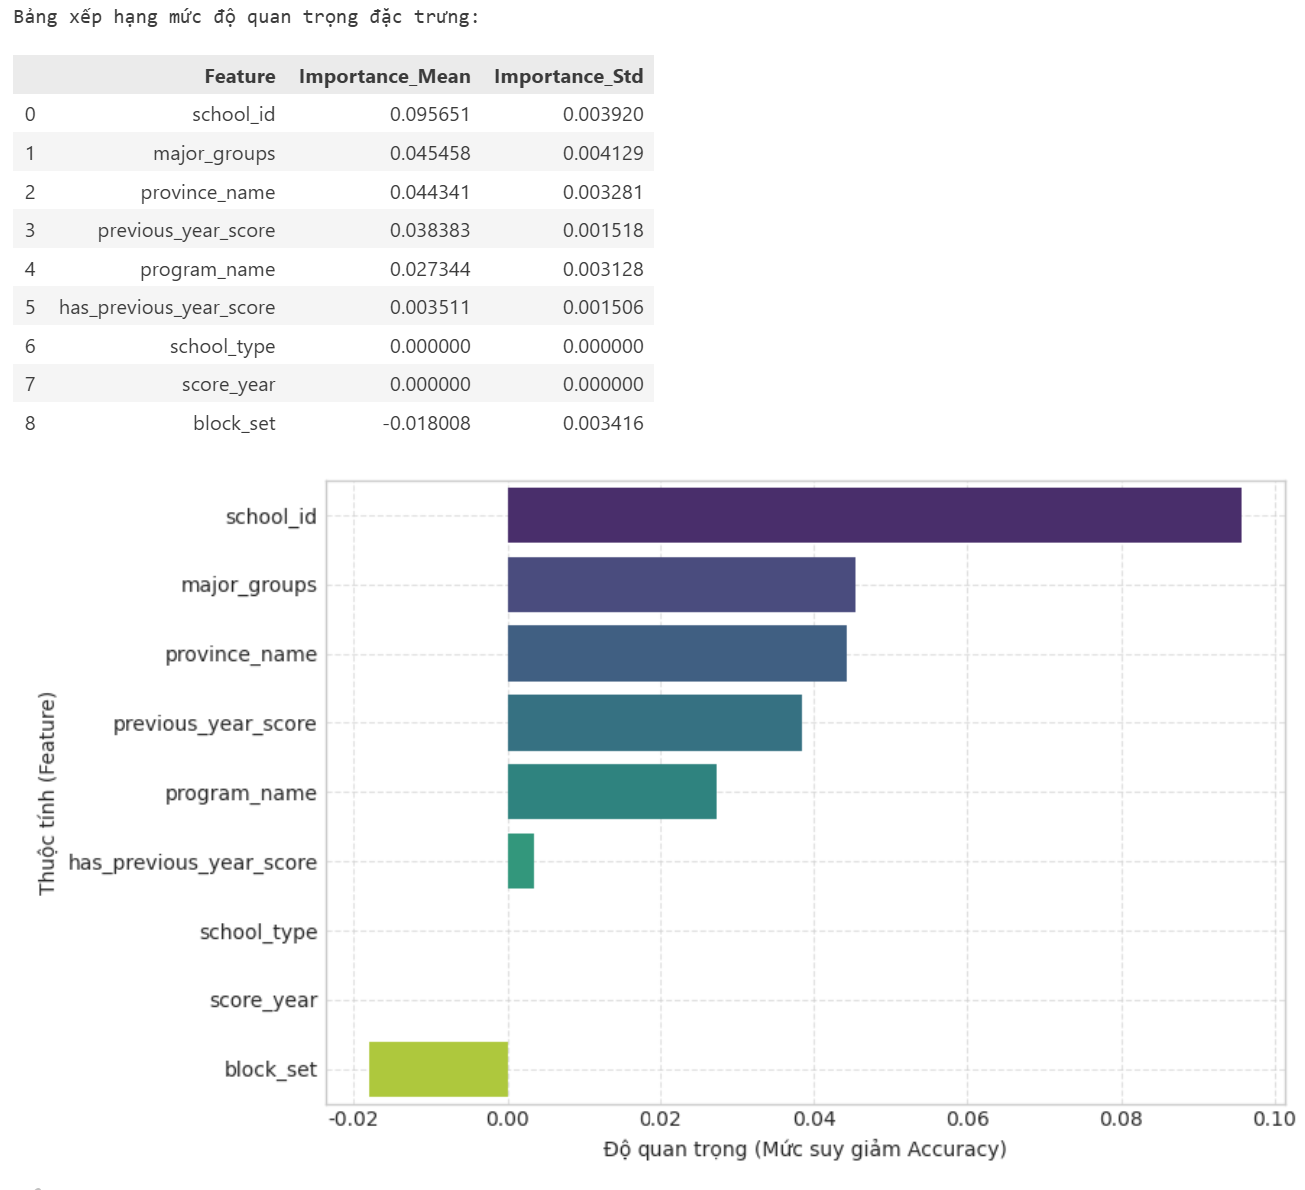 Bảng xếp hạng mức độ quan trọng đặc trưng:
Feature Importance_Mean Importance_Std
0 school_id 0.095651 0.003920
1 major_groups 0.045458 0.004129
2 province_name 0.044341 0.003281
3 previous_year_score 0.038383 0.001518
4 program_name 0.027344 0.003128
5 has_previous_year_score 0.003511 0.001506
6 school_type 0.000000 0.000000
7 score_year 0.000000 0.000000
8 block_set -0.018008 0.003416
Thuộc tính (Feature)
school_id
major_groups
province_name
previous_year_score
program_name
has_previous_year_score
school_type
score_year
block_set
-0.02 0.00 0.02 0.04 0.06 0.08 0.10
Độ quan trọng (Mức suy giảm Accuracy)